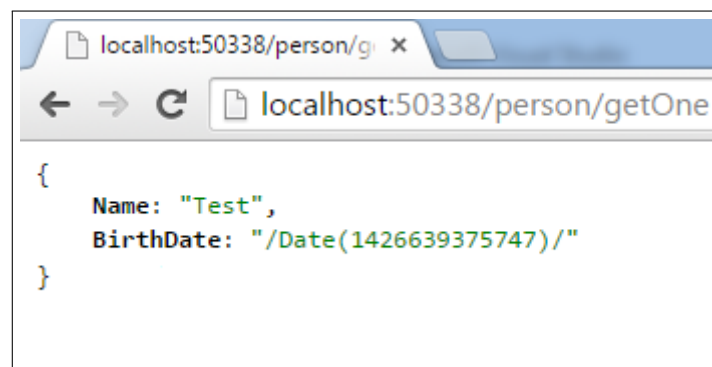 localhost:50338/person/g
localhost:50338/person/getOne
{
Name: "Test",
BirthDate: "/Date(1426639375747)/"
}